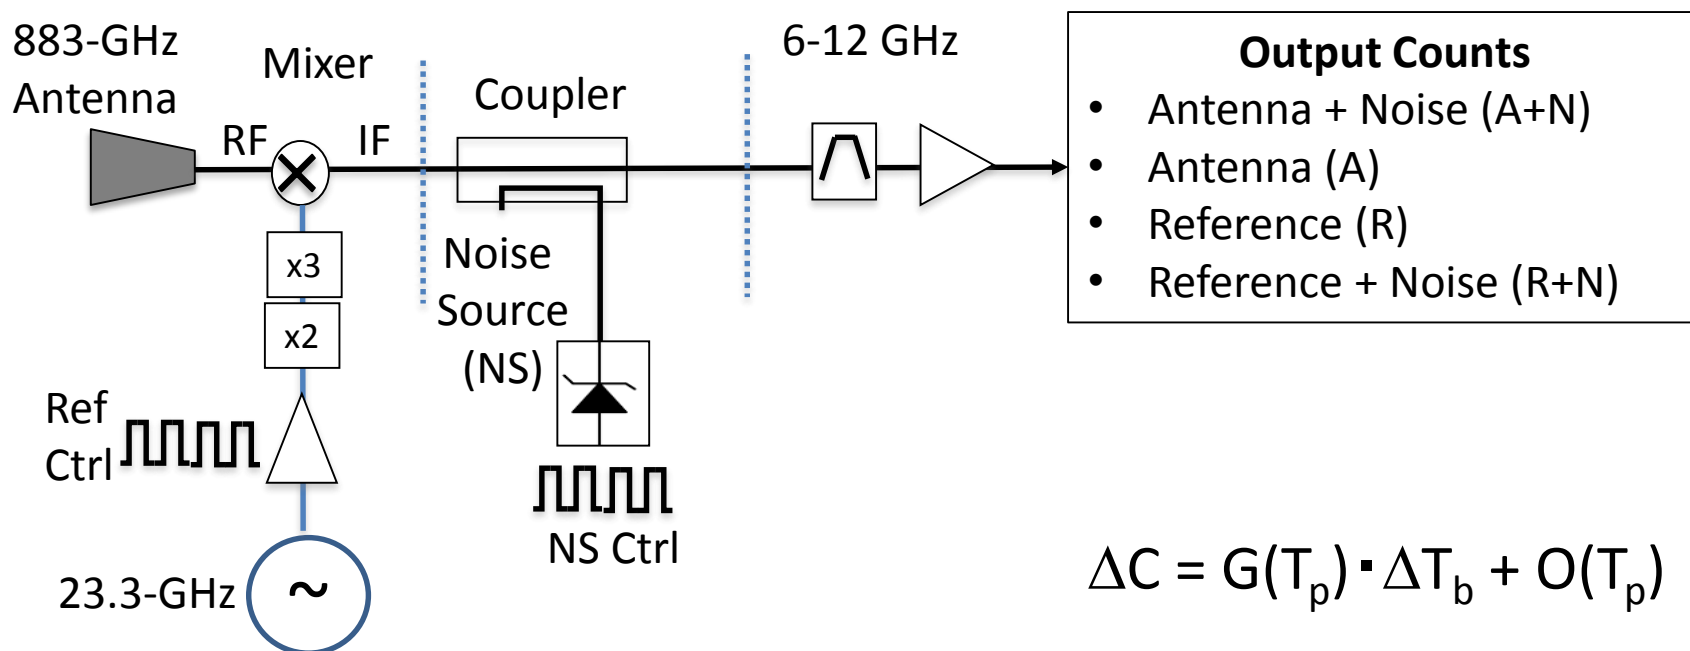 883-GHz
Antenna
Mixer
RF
IF
Coupler
6-12 GHz
Noise
Source
(NS)
x3
x2
Ref
Ctrl
NS Ctrl
23.3-GHz
~
Output Counts
• Antenna + Noise (A+N)
• Antenna (A)
• Reference (R)
• Reference + Noise (R+N)
ΔC = G(Tₚ)·ΔT_b + O(Tₚ)